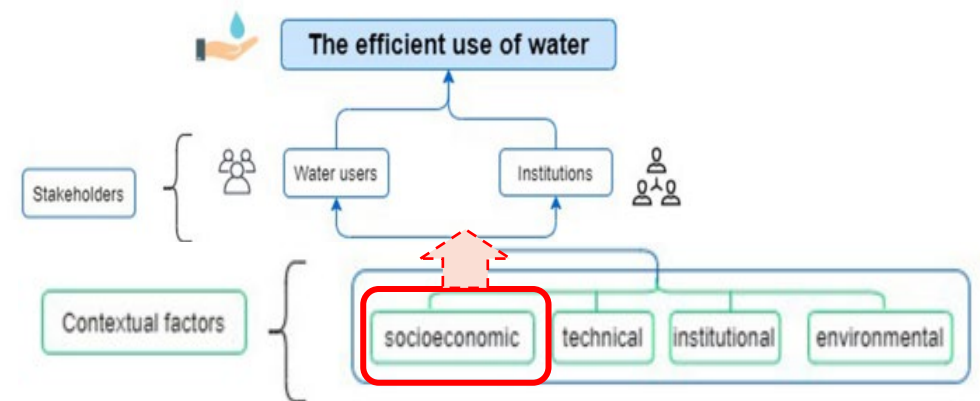 The efficient use of water
Stakeholders
Water users
Institutions
Contextual factors
socioeconomic
technical
institutional
environmental